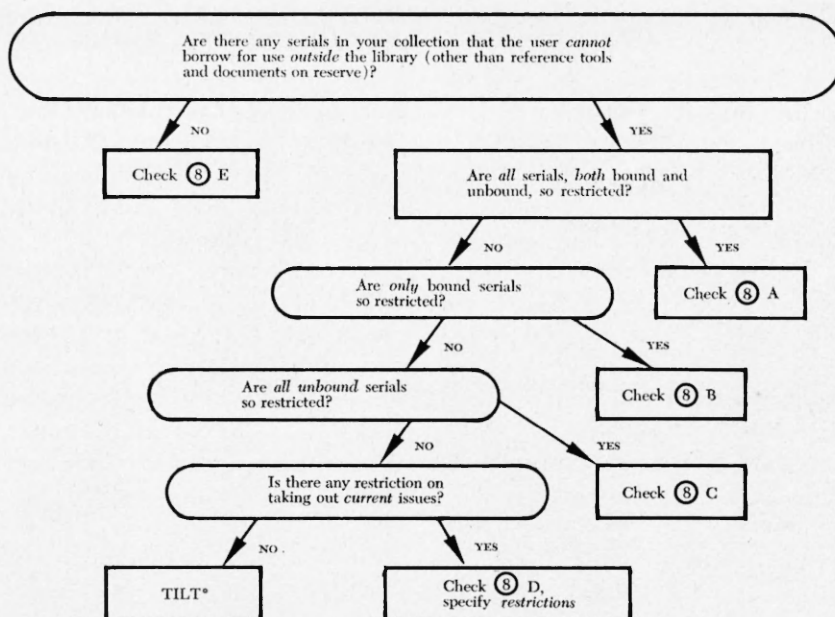 Are there any serials in your collection that the user cannot
borrow for use outside the library (other than reference tools
and documents on reserve)?
NO
YES
Check ⑧ E
Are all serials, both bound and
unbound, so restricted?
NO
YES
Are only bound serials
so restricted?
Check ⑧ A
NO
YES
Are all unbound serials
so restricted?
Check ⑧ B
NO
YES
Is there any restriction on
taking out current issues?
Check ⑧ C
NO
YES
TILT*
Check ⑧ D,
specify restrictions